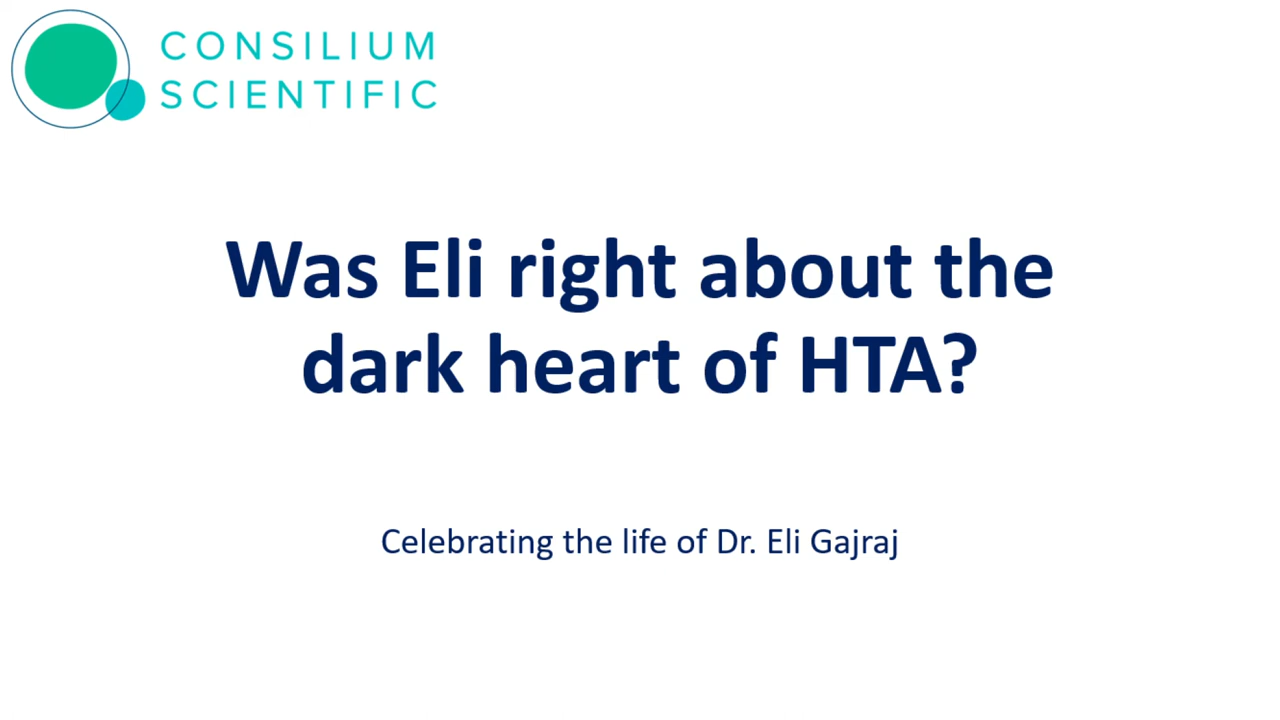 CONSILIUM
SCIENTIFIC
Was Eli right about the
dark heart of HTA?
Celebrating the life of Dr. Eli Gajraj